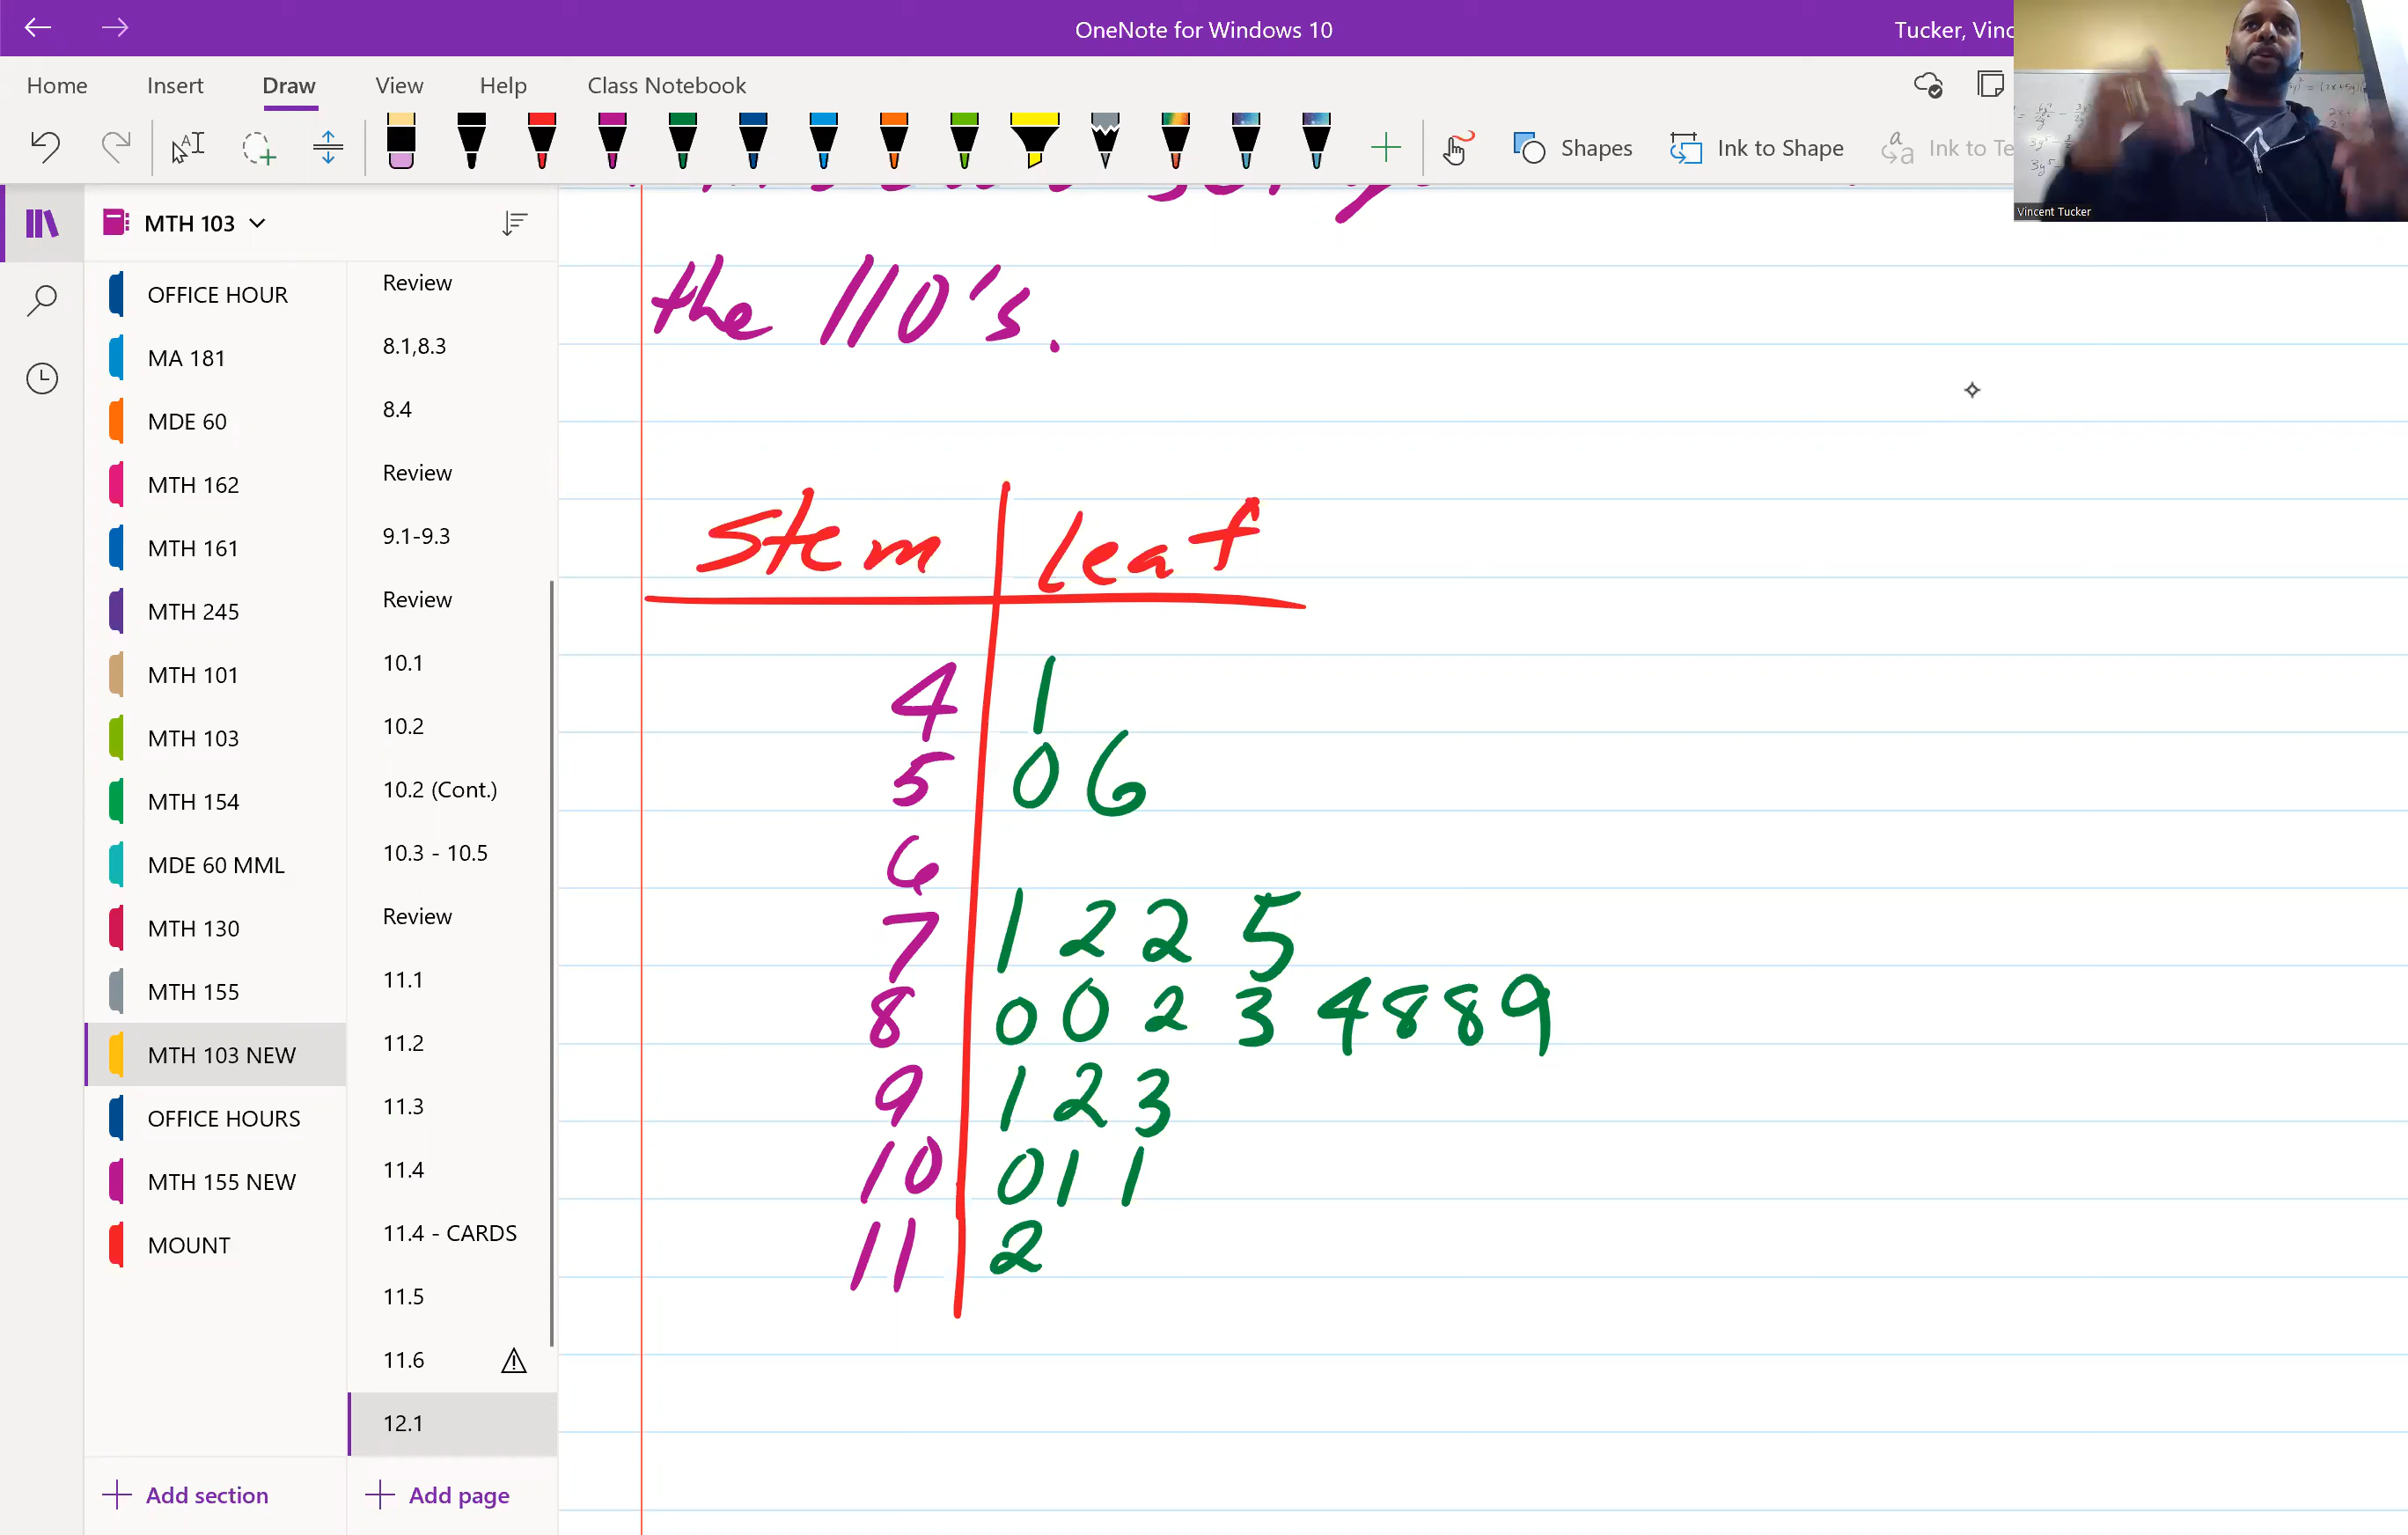 OneNote for Windows 10
Tucker, Vinc
Home Insert Draw View Help Class Notebook
Shapes Ink to Shape Ink to Te
Vincent Tucker
MTH 103
OFFICE HOUR
MA 181
MDE 60
MTH 162
MTH 161
MTH 245
MTH 101
MTH 103
MTH 154
MDE 60 MML
MTH 130
MTH 155
MTH 103 NEW
OFFICE HOURS
MTH 155 NEW
MOUNT
Add section
Review
8.1,8.3
8.4
Review
9.1-9.3
Review
10.1
10.2
10.2 (Cont.)
10.3 - 10.5
Review
11.1
11.2
11.3
11.4
11.4 - CARDS
11.5
11.6
12.1
Add page
the 110's.
Stem Leaf
4 1
5 0 6
6
7 1 2 2 5
8 0 0 2 3 4 8 8 9
9 1 2 3
10 0 1 1
11 2